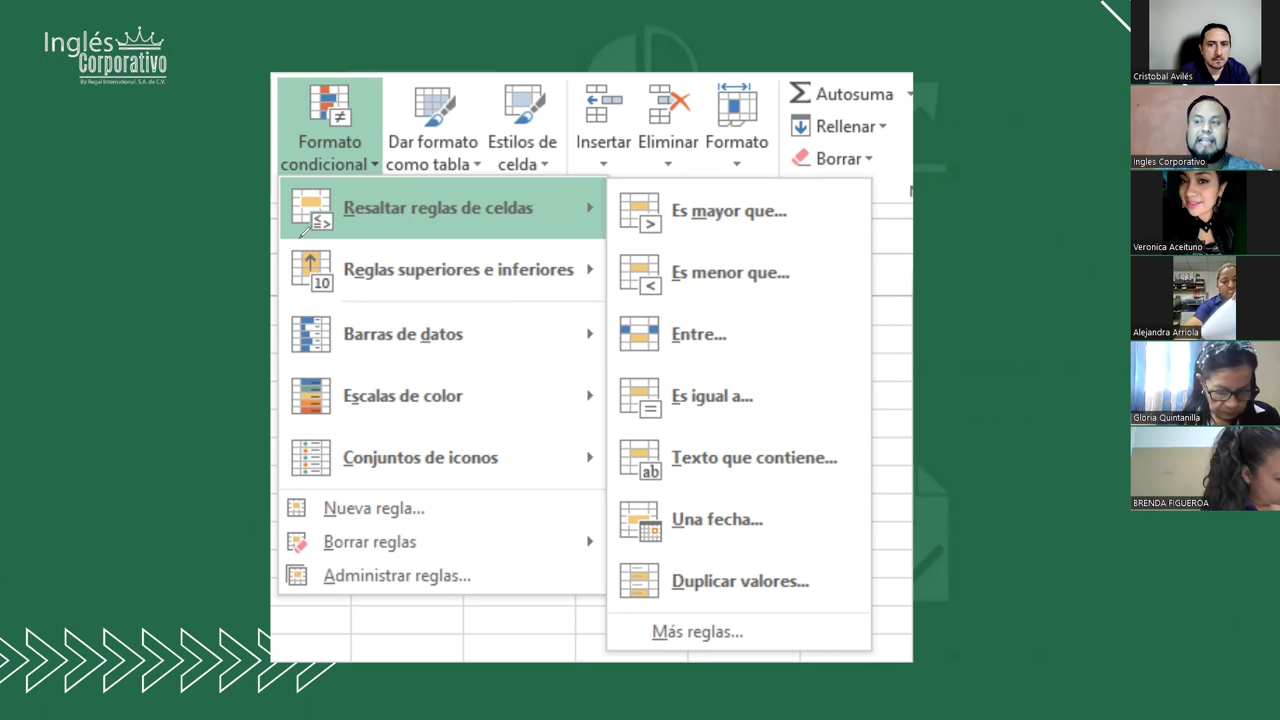 Inglés
Corporativo
By Regal International, S.A. de C.V.
Formato
condicional
Dar formato
como tabla
Estilos de
celda
Insertar
Eliminar
Formato
Autosuma
Rellenar
Borrar
Resaltar reglas de celdas
Reglas superiores e inferiores
10
Barras de datos
Escalas de color
Conjuntos de iconos
Nueva regla...
Borrar reglas
Administrar reglas...
Es mayor que...
Es menor que...
Entre...
Es igual a...
Texto que contiene...
ab
Una fecha...
Duplicar valores...
Más reglas...
Cristobal Avilés
Ingles Corporativo
Veronica Aceituno
Alejandra Arriola
Gloria Quintanilla
BRENDA FIGUEROA